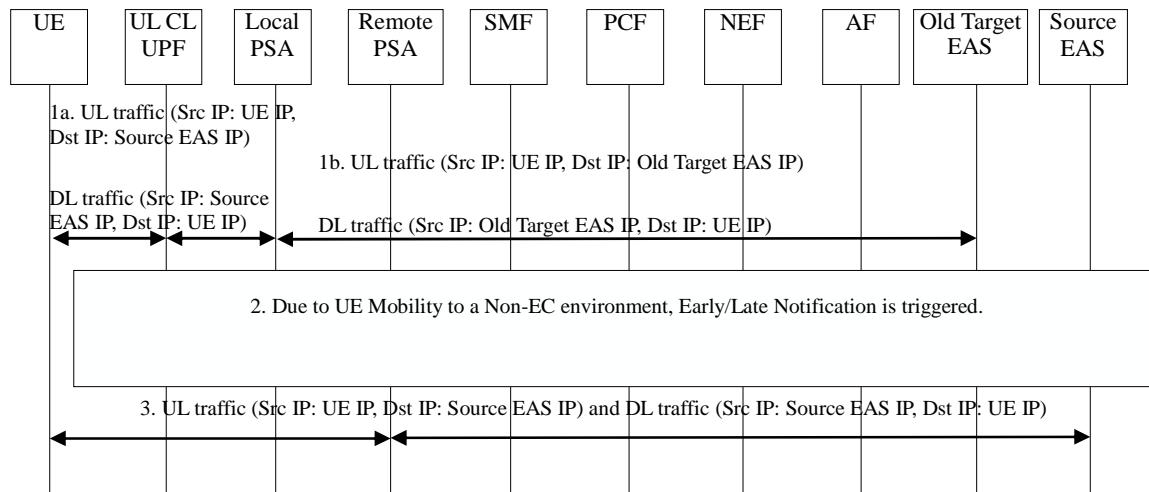 UE
UL CL
UPF
Local
PSA
Remote
PSA
SMF
PCF
NEF
AF
Old Target
EAS
Source
EAS
1a. UL traffic (Src IP: UE IP,
Dst IP: Source EAS IP)
1b. UL traffic (Src IP: UE IP, Dst IP: Old Target EAS IP)
DL traffic (Src IP: Source
EAS IP, Dst IP: UE IP)
DL traffic (Src IP: Old Target EAS IP, Dst IP: UE IP)
2. Due to UE Mobility to a Non-EC environment, Early/Late Notification is triggered.
3. UL traffic (Src IP: UE IP, Dst IP: Source EAS IP) and DL traffic (Src IP: Source EAS IP, Dst IP: UE IP)